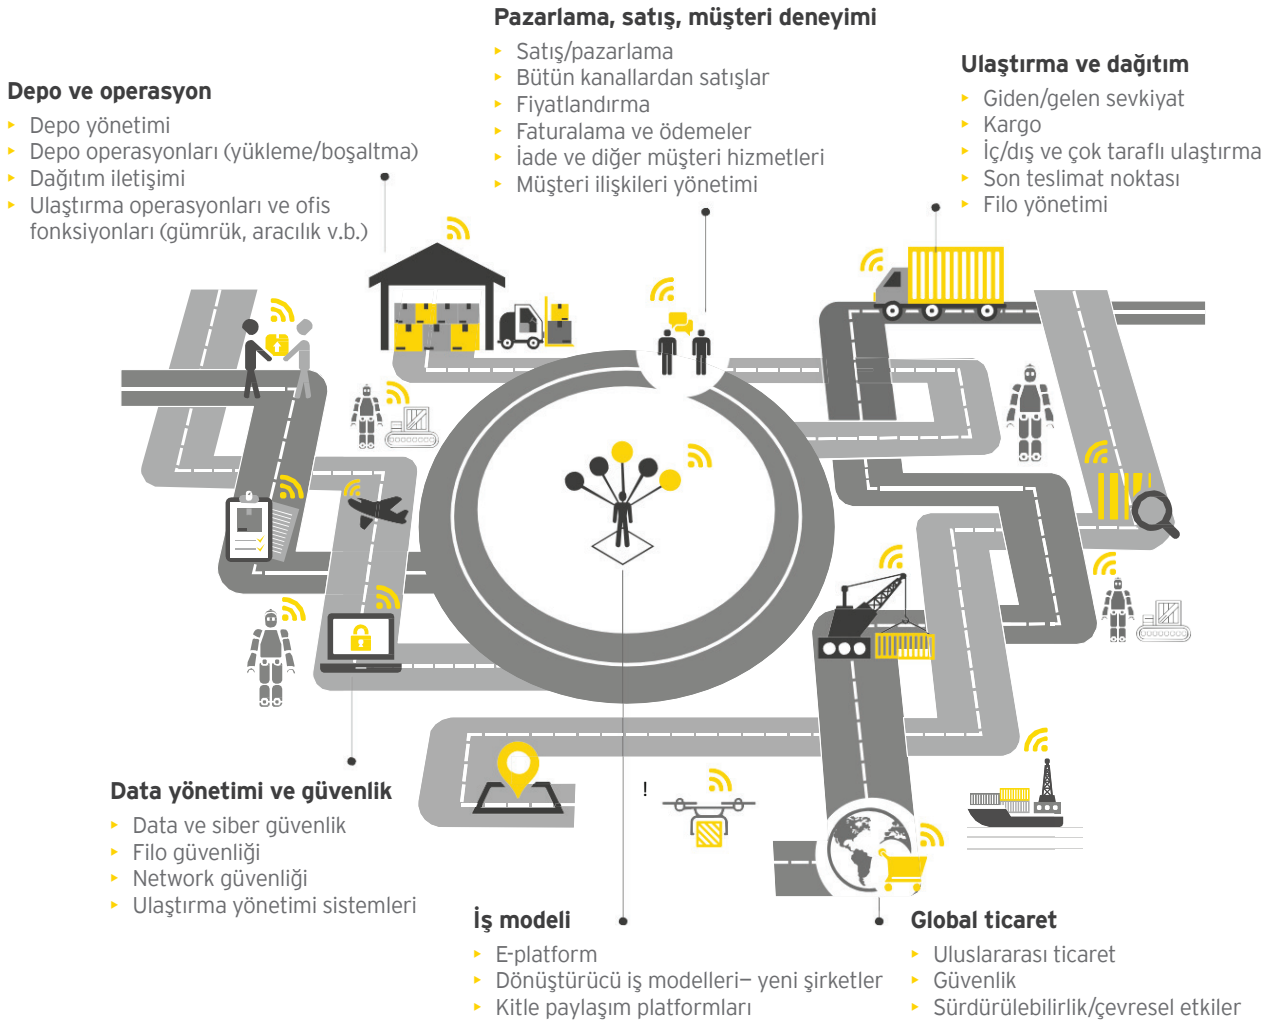 Pazarlama, satış, müşteri deneyimi
▸ Satış/pazarlama
▸ Bütün kanallardan satışlar
▸ Fiyatlandırma
▸ Faturalama ve ödemeler
▸ İade ve diğer müşteri hizmetleri
▸ Müşteri ilişkileri yönetimi
Ulaştırma ve dağıtım
▸ Giden/gelen sevkiyat
▸ Kargo
▸ İç/dış ve çok taraflı ulaştırma
▸ Son teslimat noktası
▸ Filo yönetimi
Depo ve operasyon
▸ Depo yönetimi
▸ Depo operasyonları (yükleme/boşaltma)
▸ Dağıtım iletişimi
▸ Ulaştırma operasyonları ve ofis
fonksiyonları (gümrük, aracılık v.b.)
!
Data yönetimi ve güvenlik
▸ Data ve siber güvenlik
▸ Filo güvenliği
▸ Network güvenliği
▸ Ulaştırma yönetimi sistemleri
İş modeli
▸ E-platform
▸ Dönüştürücü iş modelleri– yeni şirketler
▸ Kitle paylaşım platformları
Global ticaret
▸ Uluslararası ticaret
▸ Güvenlik
▸ Sürdürülebilirlik/çevresel etkiler